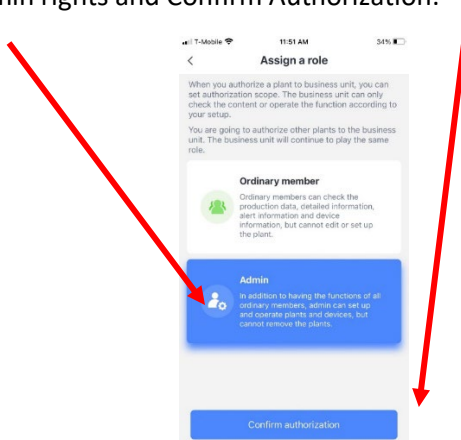 rights and Confirm Authorization.
T-Mobile 11:51 AM 34%
< Assign a role
When you authorize a plant to business unit, you can
set authorization scope. The business unit can only
check the content or operate the function according to
your setup.
You are going to authorize other plants to the business
unit. The business unit will continue to play the same
role.
Ordinary member
Ordinary members can check the
production data, detailed information,
alert information and device
information, but cannot edit or set up
the plant.
Admin
In addition to having the functions of all
ordinary members, admin can set up
and operate plants and devices, but
cannot remove the plants.
Confirm authorization